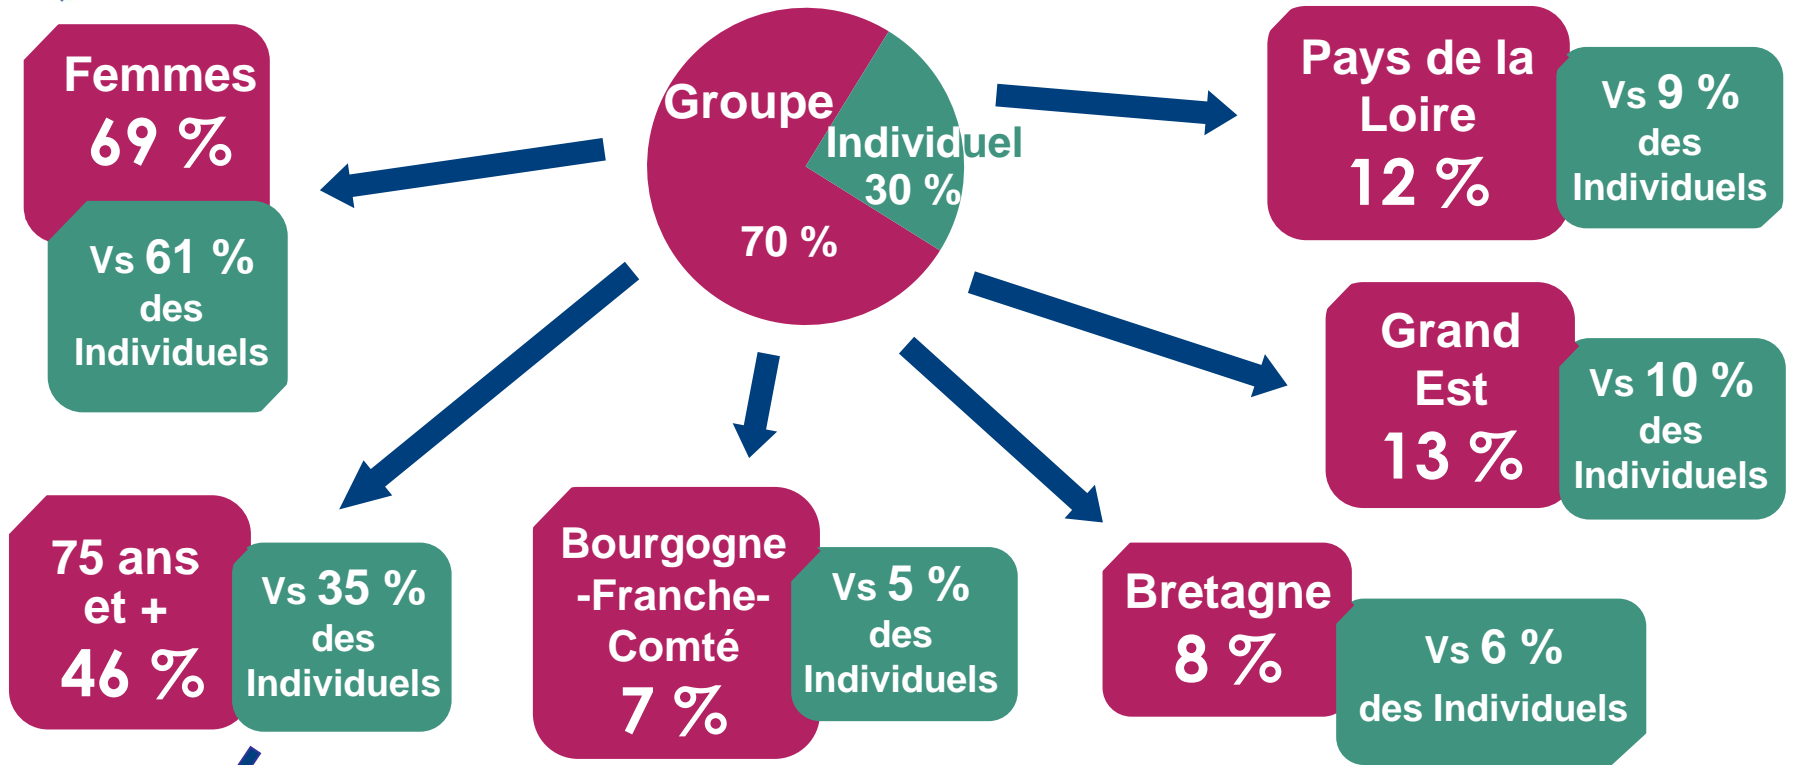 Femmes
69 %
Vs 61 %
des
Individuels
Groupe
70 %
Individuel
30 %
Pays de la
Loire
12 %
Vs 9 %
des
Individuels
Grand
Est
13 %
Vs 10 %
des
Individuels
75 ans
et +
46 %
Vs 35 %
des
Individuels
Bourgogne
-Franche-
Comté
7 %
Vs 5 %
des
Individuels
Bretagne
8 %
Vs 6 %
des Individuels